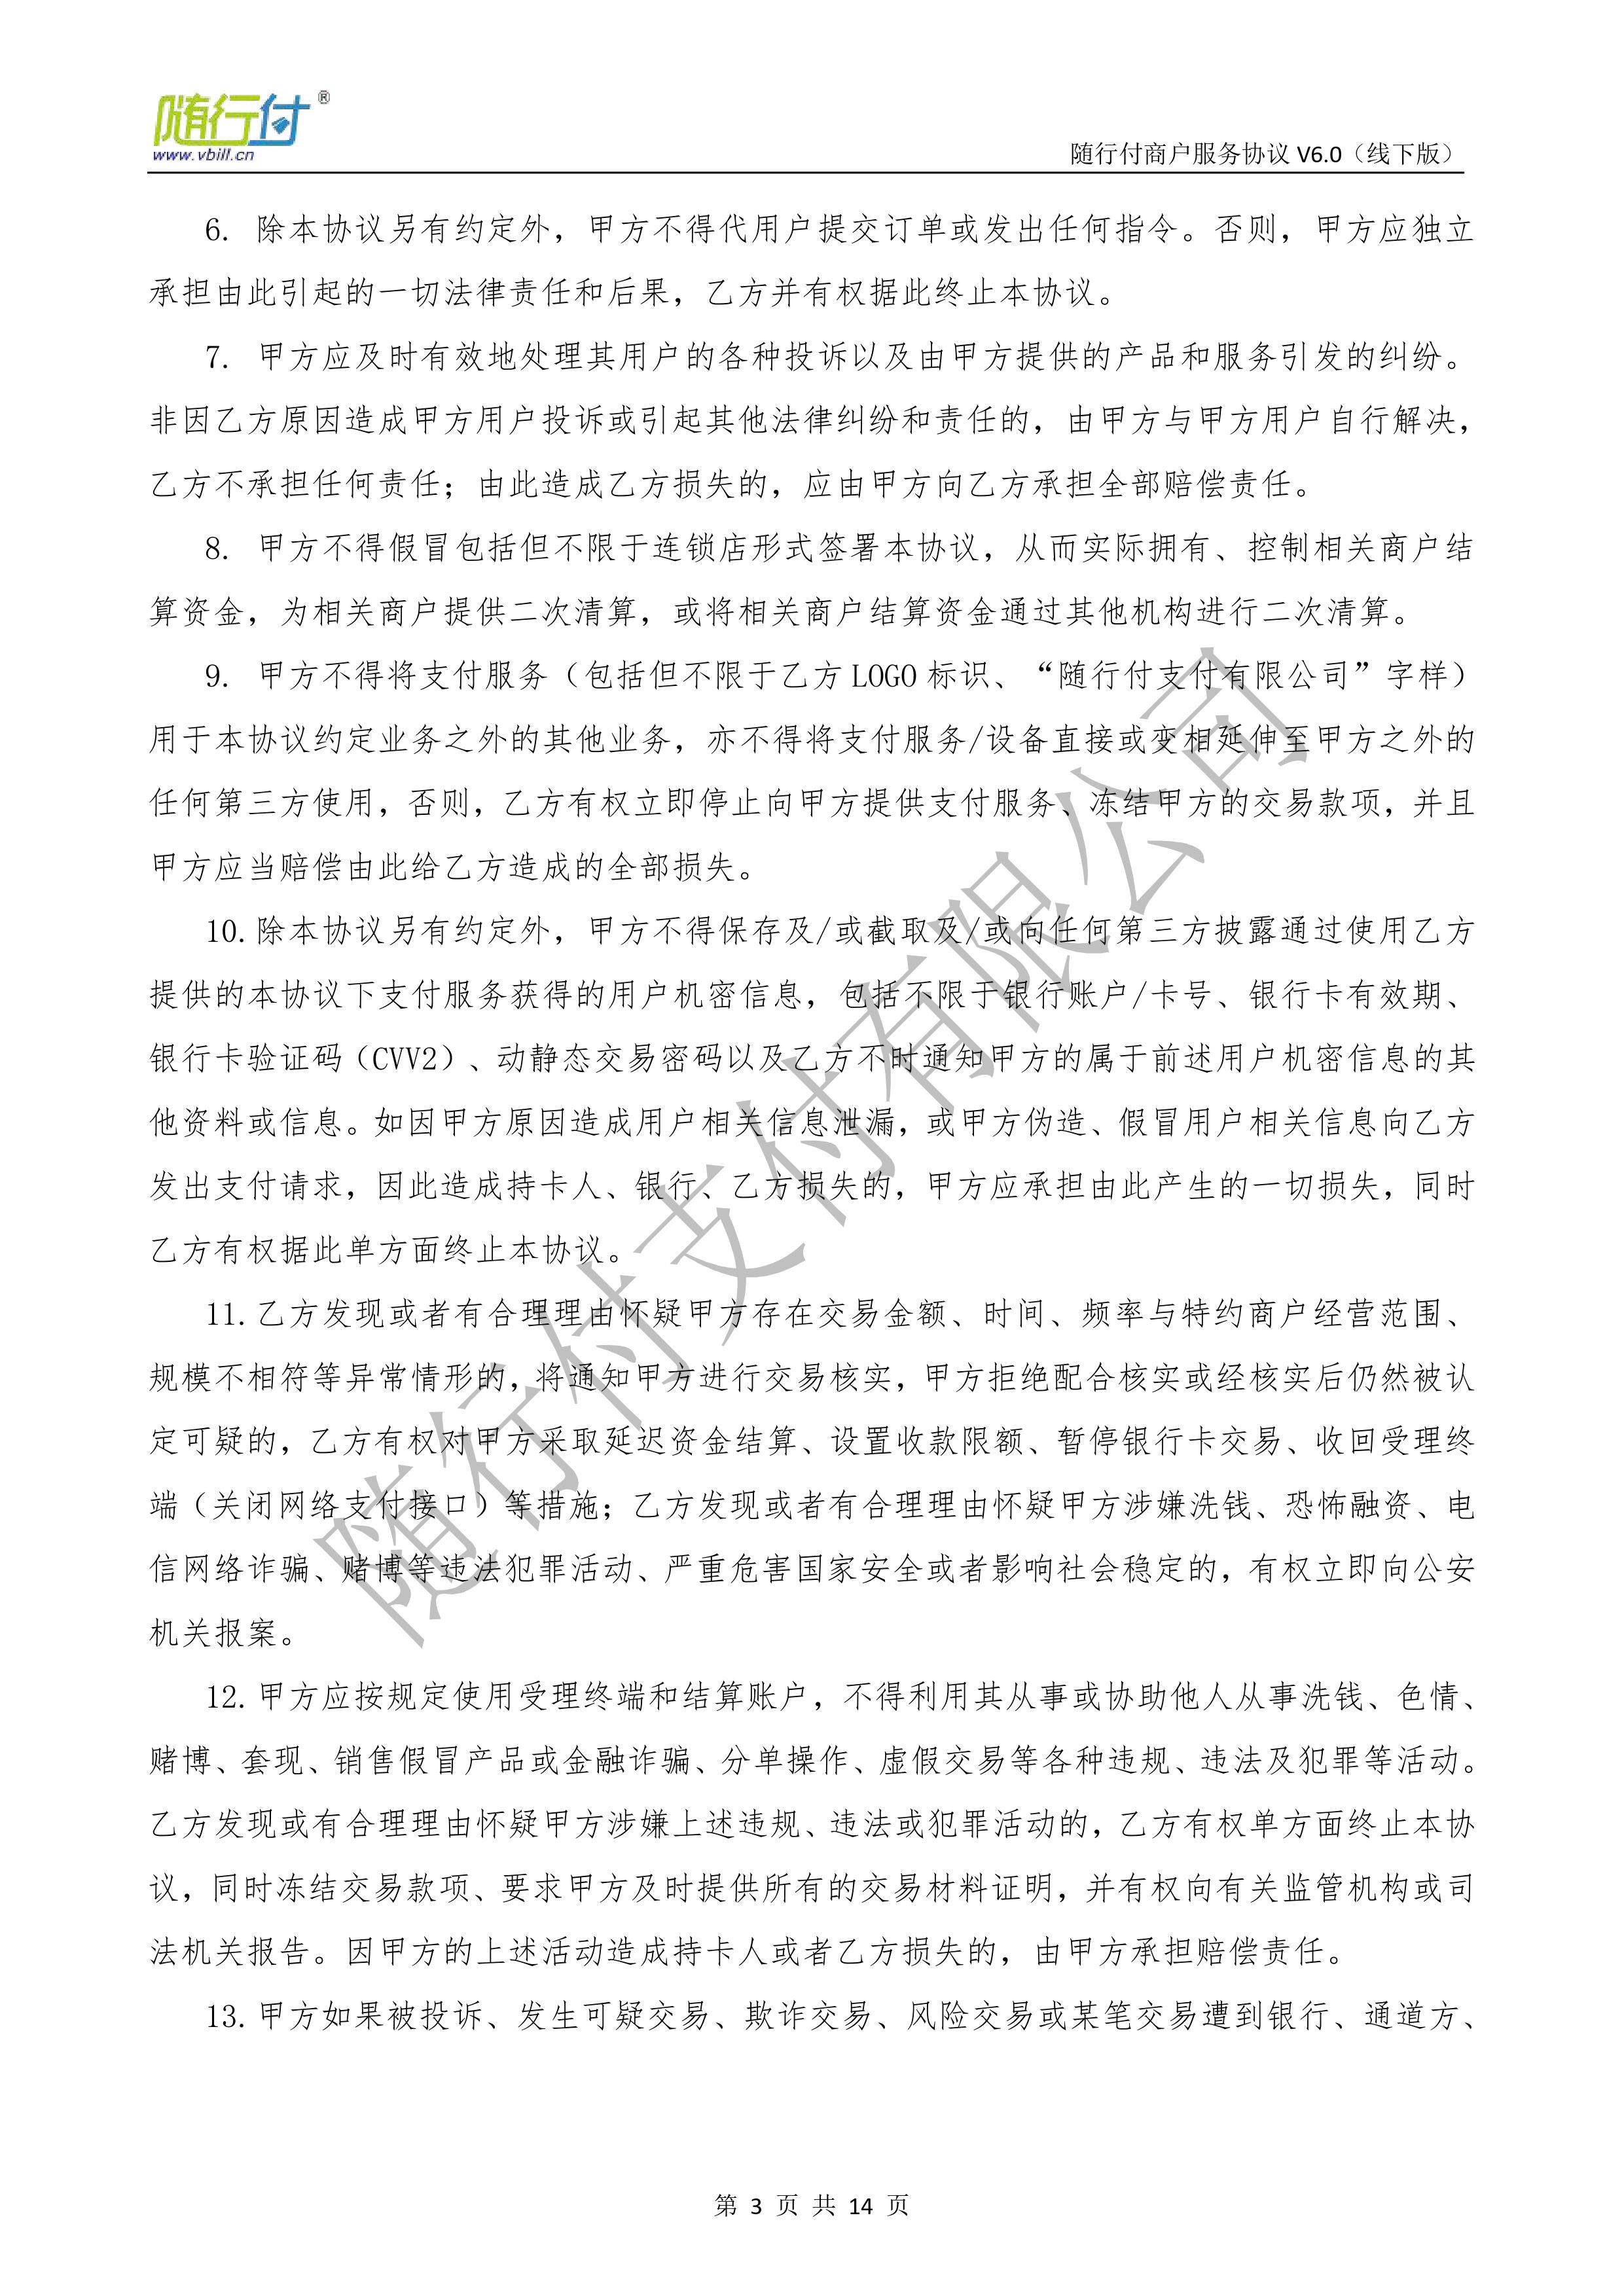 随行付®
www.vbill.cn
随行付商户服务协议 V6.0（线下版）
6. 除本协议另有约定外，甲方不得代用户提交订单或发出任何指令。否则，甲方应独立
承担由此引起的一切法律责任和后果，乙方并有权据此终止本协议。
7. 甲方应及时有效地处理其用户的各种投诉以及由甲方提供的产品和服务引发的纠纷。
非因乙方原因造成甲方用户投诉或引起其他法律纠纷和责任的，由甲方与甲方用户自行解决，
乙方不承担任何责任；由此造成乙方损失的，应由甲方向乙方承担全部赔偿责任。
8. 甲方不得假冒包括但不限于连锁店形式签署本协议，从而实际拥有、控制相关商户结
算资金，为相关商户提供二次清算，或将相关商户结算资金通过其他机构进行二次清算。
9. 甲方不得将支付服务（包括但不限于乙方 LOGO 标识、“随行付支付有限公司”字样）
用于本协议约定业务之外的其他业务，亦不得将支付服务/设备直接或变相延伸至甲方之外的
任何第三方使用，否则，乙方有权立即停止向甲方提供支付服务、冻结甲方的交易款项，并且
甲方应当赔偿由此给乙方造成的全部损失。
10. 除本协议另有约定外，甲方不得保存及/或截取及/或向任何第三方披露通过使用乙方
提供的本协议下支付服务获得的用户机密信息，包括不限于银行账户/卡号、银行卡有效期、
银行卡验证码（CVV2）、动静态交易密码以及乙方不时通知甲方的属于前述用户机密信息的其
他资料或信息。如因甲方原因造成用户相关信息泄漏，或甲方伪造、假冒用户相关信息向乙方
发出支付请求，因此造成持卡人、银行、乙方损失的，甲方应承担由此产生的一切损失，同时
乙方有权据此单方面终止本协议。
11. 乙方发现或者有合理理由怀疑甲方存在交易金额、时间、频率与特约商户经营范围、
规模不相符等异常情形的，将通知甲方进行交易核实，甲方拒绝配合核实或经核实后仍然被认
定可疑的，乙方有权对甲方采取延迟资金结算、设置收款限额、暂停银行卡交易、收回受理终
端（关闭网络支付接口）等措施；乙方发现或者有合理理由怀疑甲方涉嫌洗钱、恐怖融资、电
信网络诈骗、赌博等违法犯罪活动、严重危害国家安全或者影响社会稳定的，有权立即向公安
机关报案。
12. 甲方应按规定使用受理终端和结算账户，不得利用其从事或协助他人从事洗钱、色情、
赌博、套现、销售假冒产品或金融诈骗、分单操作、虚假交易等各种违规、违法及犯罪等活动。
乙方发现或有合理理由怀疑甲方涉嫌上述违规、违法或犯罪活动的，乙方有权单方面终止本协
议，同时冻结交易款项、要求甲方及时提供所有的交易材料证明，并有权向有关监管机构或司
法机关报告。因甲方的上述活动造成持卡人或者乙方损失的，由甲方承担赔偿责任。
13. 甲方如果被投诉、发生可疑交易、欺诈交易、风险交易或某笔交易遭到银行、通道方、
随行付支付有限公司
第 3 页 共 14 页